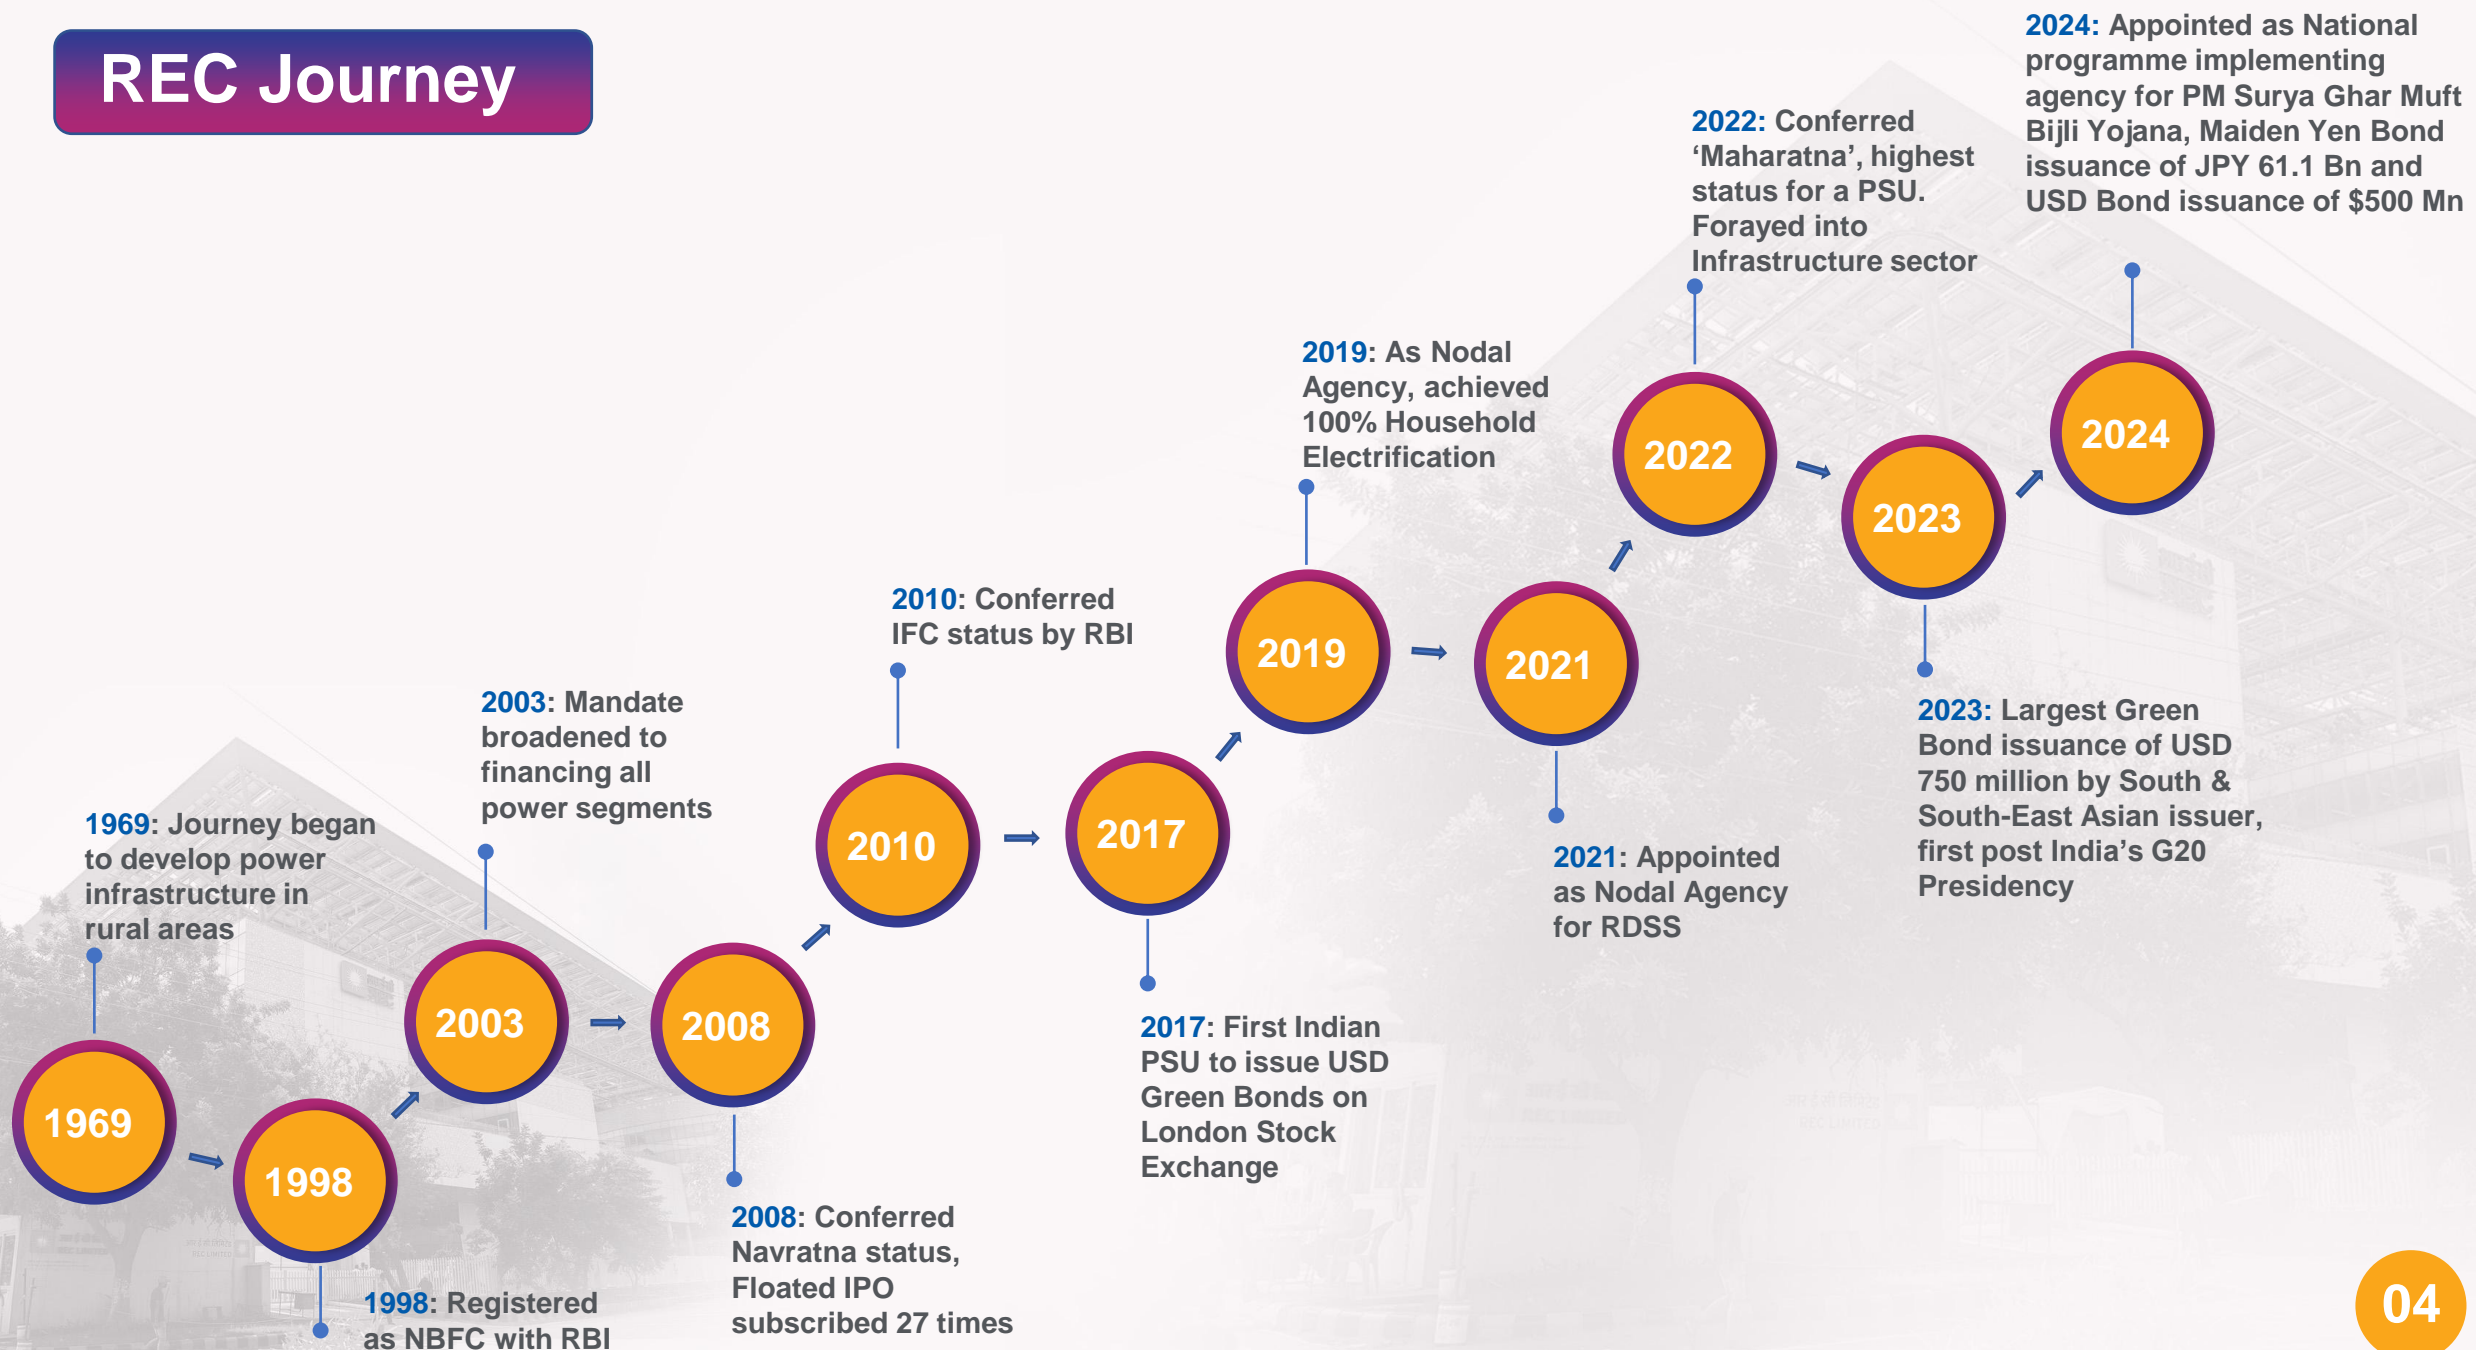 REC Journey
2024: Appointed as National
programme implementing
agency for PM Surya Ghar Muft
Bijli Yojana, Maiden Yen Bond
issuance of JPY 61.1 Bn and
USD Bond issuance of $500 Mn
2022: Conferred
‘Maharatna’, highest
status for a PSU.
Forayed into
Infrastructure sector
2019: As Nodal
Agency, achieved
100% Household
Electrification
2024
2022
2023
2010: Conferred
IFC status by RBI
2019
2021
2003: Mandate
broadened to
financing all
power segments
2023: Largest Green
Bond issuance of USD
750 million by South &
South-East Asian issuer,
first post India’s G20
Presidency
1969: Journey began
to develop power
infrastructure in
rural areas
2010
2017
2021: Appointed
as Nodal Agency
for RDSS
2003
2008
2017: First Indian
PSU to issue USD
Green Bonds on
London Stock
Exchange
1969
1998
2008: Conferred
Navratna status,
Floated IPO
subscribed 27 times
1998: Registered
as NBFC with RBI
REC LIMITED
REC LIMITED
04